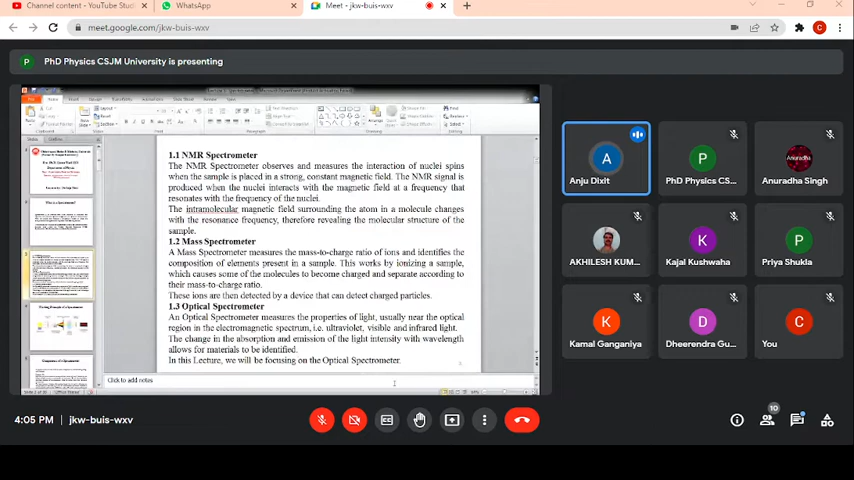 Channel content - YouTube Stud
WhatsApp
Meet - jkw-buis-wxv
meet.google.com/jkw-buis-wxv
C
P
PhD Physics CSJM University is presenting
1.1 NMR Spectrometer
The NMR Spectrometer observes and measures the interaction of nuclei spins
when the sample is placed in a strong, constant magnetic field. The NMR signal is
produced when the nuclei interacts with the magnetic field at a frequency that
resonates with the frequency of the nuclei.
The intramolecular magnetic field surrounding the atom in a molecule changes
with the resonance frequency, therefore revealing the molecular structure of the
sample.
1.2 Mass Spectrometer
A Mass Spectrometer measures the mass-to-charge ratio of ions and identifies the
composition of elements present in a sample. This works by ionizing a sample,
which causes some of the molecules to become charged and separate according to
their mass-to-charge ratio.
These ions are then detected by a device that can detect charged particles.
1.3 Optical Spectrometer
An Optical Spectrometer measures the properties of light, usually near the optical
region in the electromagnetic spectrum, i.e. ultraviolet, visible and infrared light.
The change in the absorption and emission of the light intensity with wavelength
allows for materials to be identified.
In this Lecture, we will be focusing on the Optical Spectrometer.
Click to add notes
A
Anju Dixit
P
PhD Physics CS...
Anuradha
Anuradha Singh
AKHILESH KUM...
K
Kajal Kushwaha
P
Priya Shukla
K
Kamal Ganganiya
D
Dheerendra Gu...
C
You
4:05 PM
jkw-buis-wxv
10